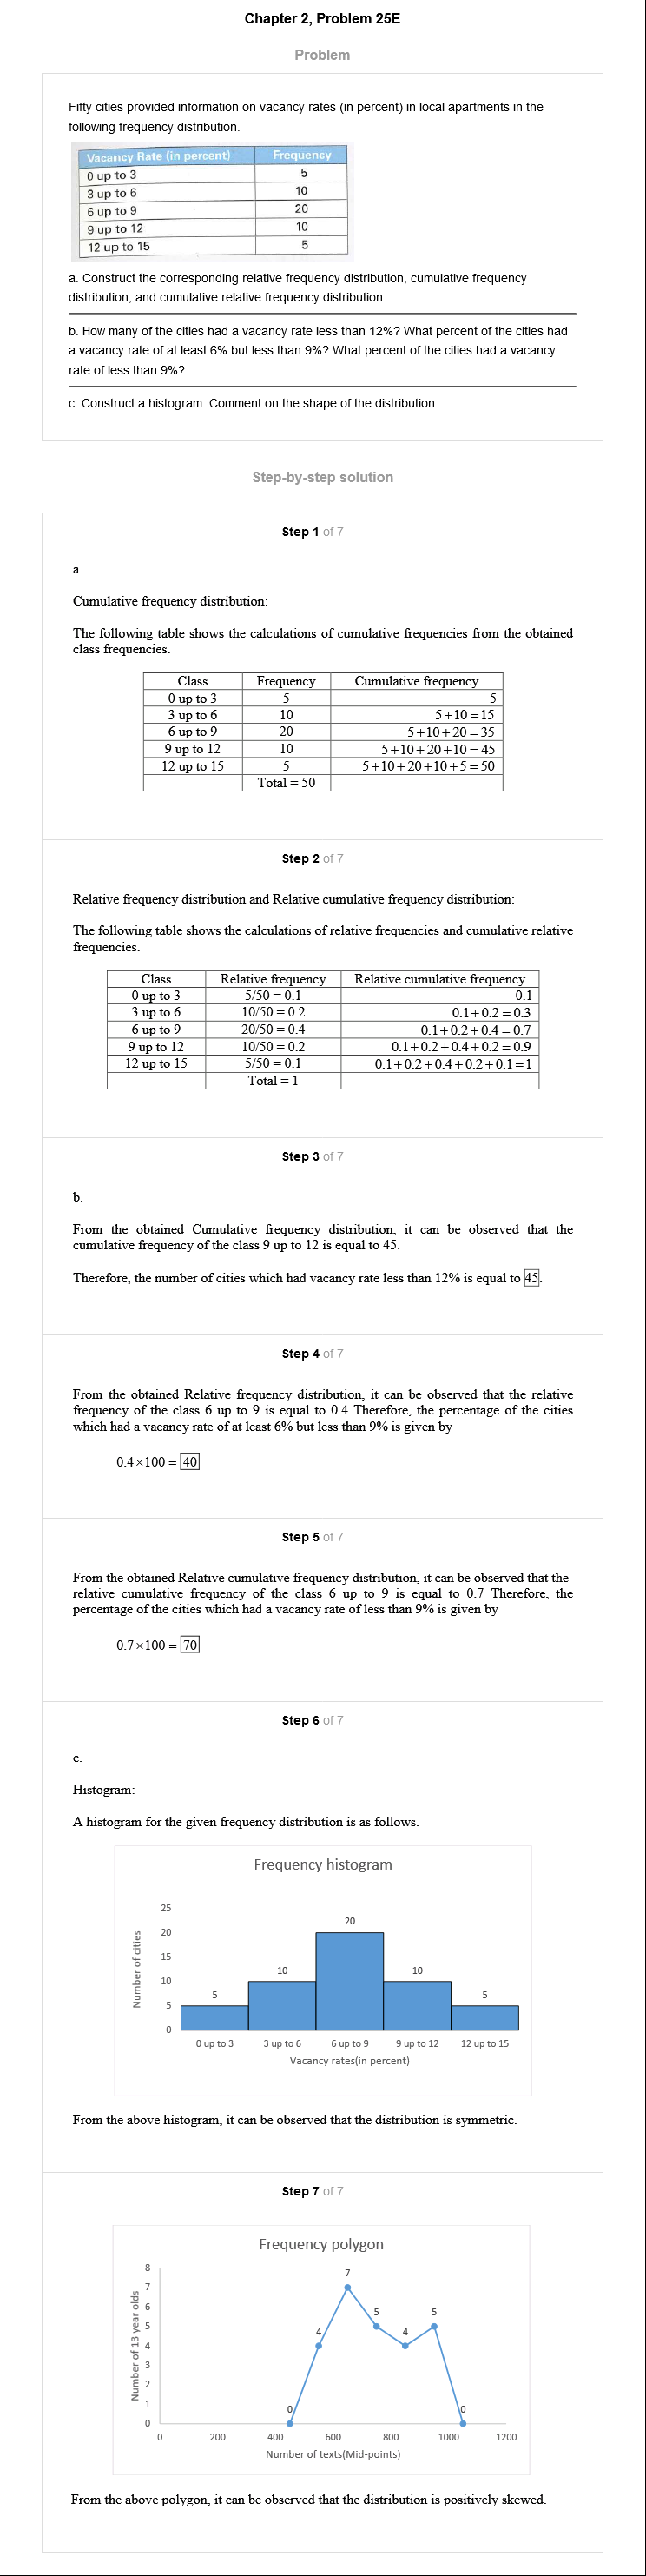 Chapter 2, Problem 25E
Problem
Fifty cities provided information on vacancy rates (in percent) in local apartments in the
following frequency distribution.
Vacancy Rate (in percent) Frequency
0 up to 3 5
3 up to 6 10
6 up to 9 20
9 up to 12 10
12 up to 15 5
a. Construct the corresponding relative frequency distribution, cumulative frequency
distribution, and cumulative relative frequency distribution.
b. How many of the cities had a vacancy rate less than 12%? What percent of the cities had
a vacancy rate of at least 6% but less than 9%? What percent of the cities had a vacancy
rate of less than 9%?
c. Construct a histogram. Comment on the shape of the distribution.
Step-by-step solution
Step 1 of 7
a.
Cumulative frequency distribution:
The following table shows the calculations of cumulative frequencies from the obtained
class frequencies.
Class Frequency Cumulative frequency
0 up to 3 5 5
3 up to 6 10 5+10=15
6 up to 9 20 5+10+20=35
9 up to 12 10 5+10+20+10=45
12 up to 15 5 5+10+20+10+5=50
Total = 50
Step 2 of 7
Relative frequency distribution and Relative cumulative frequency distribution:
The following table shows the calculations of relative frequencies and cumulative relative
frequencies.
Class Relative frequency Relative cumulative frequency
0 up to 3 5/50 = 0.1 0.1
3 up to 6 10/50 = 0.2 0.1+0.2=0.3
6 up to 9 20/50 = 0.4 0.1+0.2+0.4=0.7
9 up to 12 10/50 = 0.2 0.1+0.2+0.4+0.2=0.9
12 up to 15 5/50 = 0.1 0.1+0.2+0.4+0.2+0.1=1
Total = 1
Step 3 of 7
b.
From the obtained Cumulative frequency distribution, it can be observed that the
cumulative frequency of the class 9 up to 12 is equal to 45.
Therefore, the number of cities which had vacancy rate less than 12% is equal to 45.
Step 4 of 7
From the obtained Relative frequency distribution, it can be observed that the relative
frequency of the class 6 up to 9 is equal to 0.4 Therefore, the percentage of the cities
which had a vacancy rate of at least 6% but less than 9% is given by
0.4×100 = 40
Step 5 of 7
From the obtained Relative cumulative frequency distribution, it can be observed that the
relative cumulative frequency of the class 6 up to 9 is equal to 0.7 Therefore, the
percentage of the cities which had a vacancy rate of less than 9% is given by
0.7×100 = 70
Step 6 of 7
c.
Histogram:
A histogram for the given frequency distribution is as follows.
Frequency histogram
Number of cities
25
20
15
10
5
0
5
10
20
10
5
0 up to 3 3 up to 6 6 up to 9 9 up to 12 12 up to 15
Vacancy rates(in percent)
From the above histogram, it can be observed that the distribution is symmetric.
Step 7 of 7
Frequency polygon
Number of 13 year olds
8
7
6
5
4
3
2
1
0
0
4
7
5
4
5
0
0 200 400 600 800 1000 1200
Number of texts(Mid-points)
From the above polygon, it can be observed that the distribution is positively skewed.